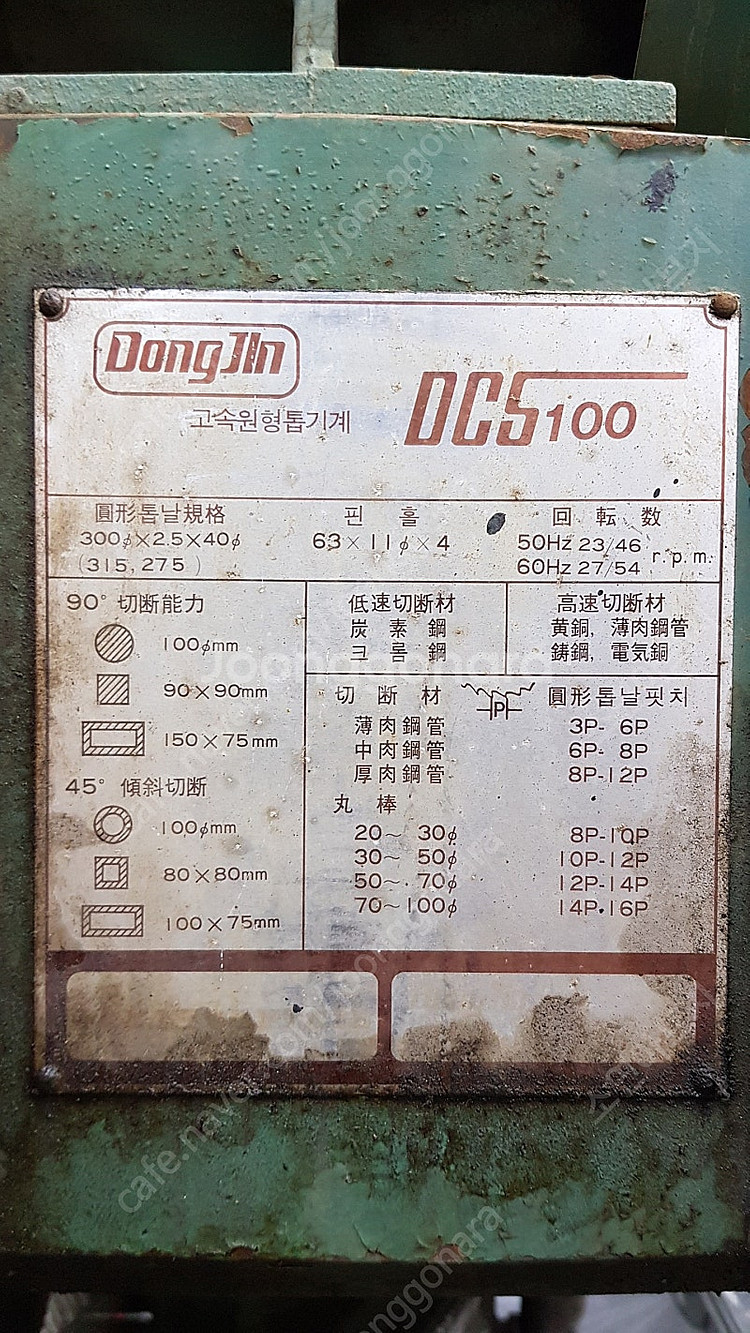 DongJin
고속원형톱기계
DCS100
圓形톱날規格
300φ×2.5×40φ
(315, 275)
핀 홀
63×11φ×4
回転数
50Hz 23/46
60Hz 27/54
r.p.m.
90° 切断能力
100φmm
90×90mm
150×75mm
45° 傾斜切断
100φmm
80×80mm
100×75mm
低速切断材
炭素鋼
크롬鋼
高速切断材
黄銅, 薄肉鋼管
鋳鋼, 電気銅
切断材
P
圓形톱날핏치
薄肉鋼管 3P-6P
中肉鋼管 6P-8P
厚肉鋼管 8P-12P
丸棒
20~30φ 8P-10P
30~50φ 10P-12P
50~70φ 12P-14P
70~100φ 14P-16P
Joonggonara